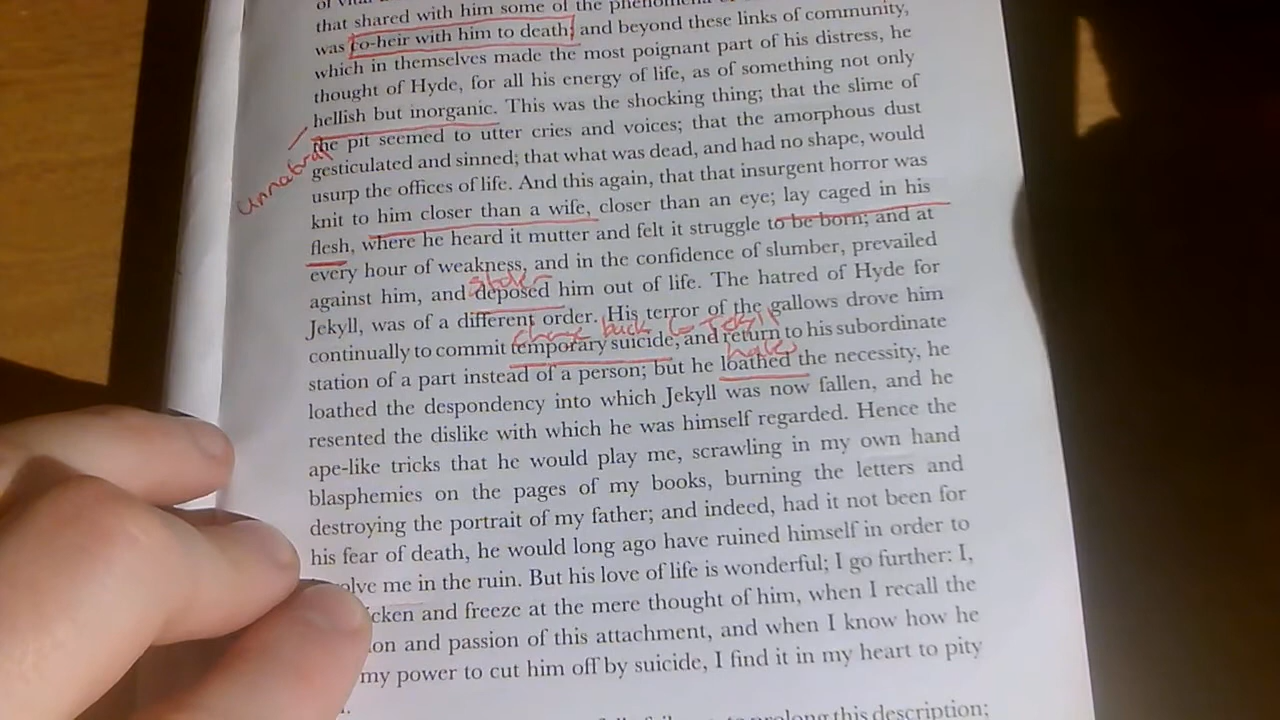 that shared with him some of the phenomena of
was co-heir with him to death; and beyond these links of community,
which in themselves made the most poignant part of his distress, he
thought of Hyde, for all his energy of life, as of something not only
hellish but inorganic. This was the shocking thing; that the slime of
the pit seemed to utter cries and voices; that the amorphous dust
gesticulated and sinned; that what was dead, and had no shape, would
usurp the offices of life. And this again, that that insurgent horror was
knit to him closer than a wife, closer than an eye; lay caged in his
flesh, where he heard it mutter and felt it struggle to be born; and at
every hour of weakness, and in the confidence of slumber, prevailed
against him, and deposed him out of life. The hatred of Hyde for
Jekyll, was of a different order. His terror of the gallows drove him
change back to Jekyll
continually to commit temporary suicide, and return to his subordinate
hates
station of a part instead of a person; but he loathed the necessity, he
loathed the despondency into which Jekyll was now fallen, and he
resented the dislike with which he was himself regarded. Hence the
ape-like tricks that he would play me, scrawling in my own hand
blasphemies on the pages of my books, burning the letters and
destroying the portrait of my father; and indeed, had it not been for
his fear of death, he would long ago have ruined himself in order to
olve me in the ruin. But his love of life is wonderful; I go further: I,
cken and freeze at the mere thought of him, when I recall the
on and passion of this attachment, and when I know how he
my power to cut him off by suicide, I find it in my heart to pity
prolong this description;